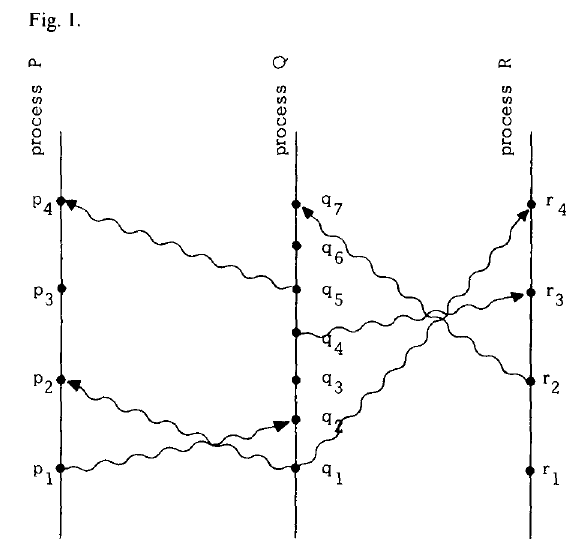 Fig. 1.
process P
process Q
process R
p4
q7
r4
q6
p3
q5
r3
q4
p2
q3
r2
q2
p1
q1
r1